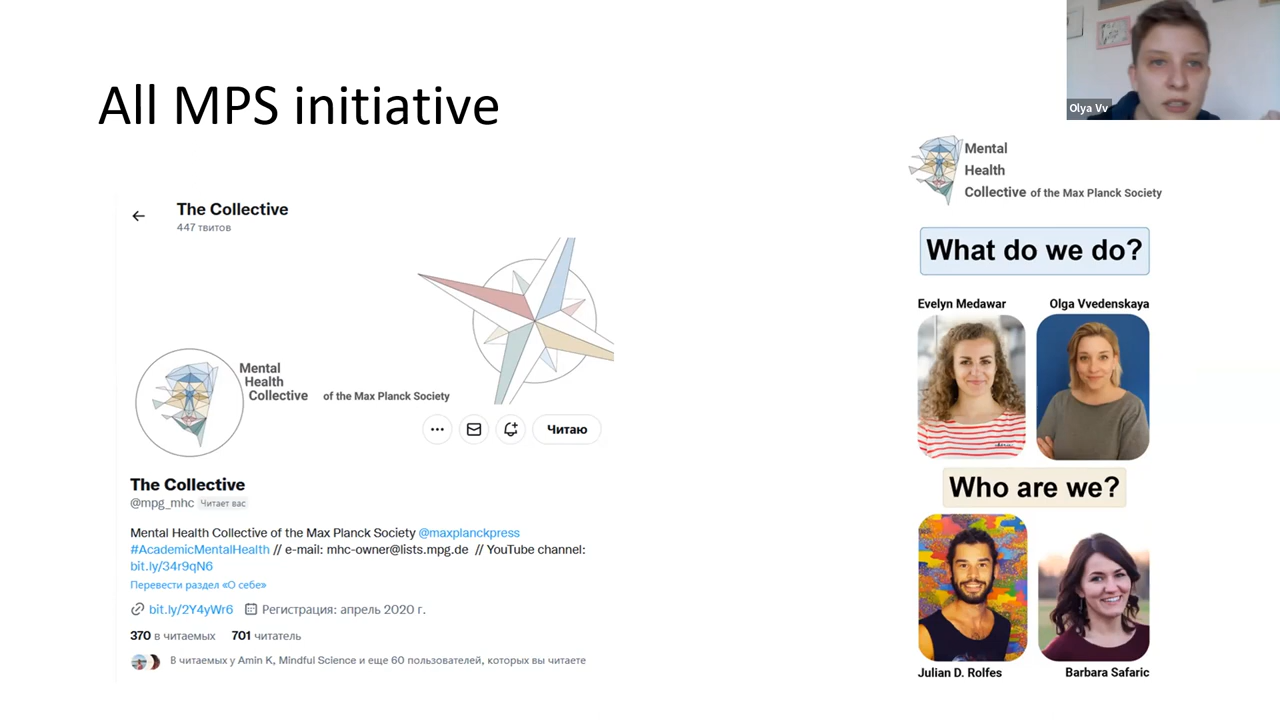 All MPS initiative
Olya Vv
The Collective
447 твитов
Mental
Health
Collective of the Max Planck Society
Читаю
The Collective
@mpg_mhc Читает вас
Mental Health Collective of the Max Planck Society @maxplanckpress
#AcademicMentalHealth // e-mail: mhc-owner@lists.mpg.de // YouTube channel:
bit.ly/34r9qN6
Перевести раздел «О себе»
bit.ly/2Y4yWr6 Регистрация: апрель 2020 г.
370 в читаемых 701 читатель
В читаемых у Amin K, Mindful Science и еще 60 пользователей, которых вы читаете
Mental
Health
Collective of the Max Planck Society
What do we do?
Evelyn Medawar Olga Vvedenskaya
Who are we?
Julian D. Rolfes Barbara Safaric